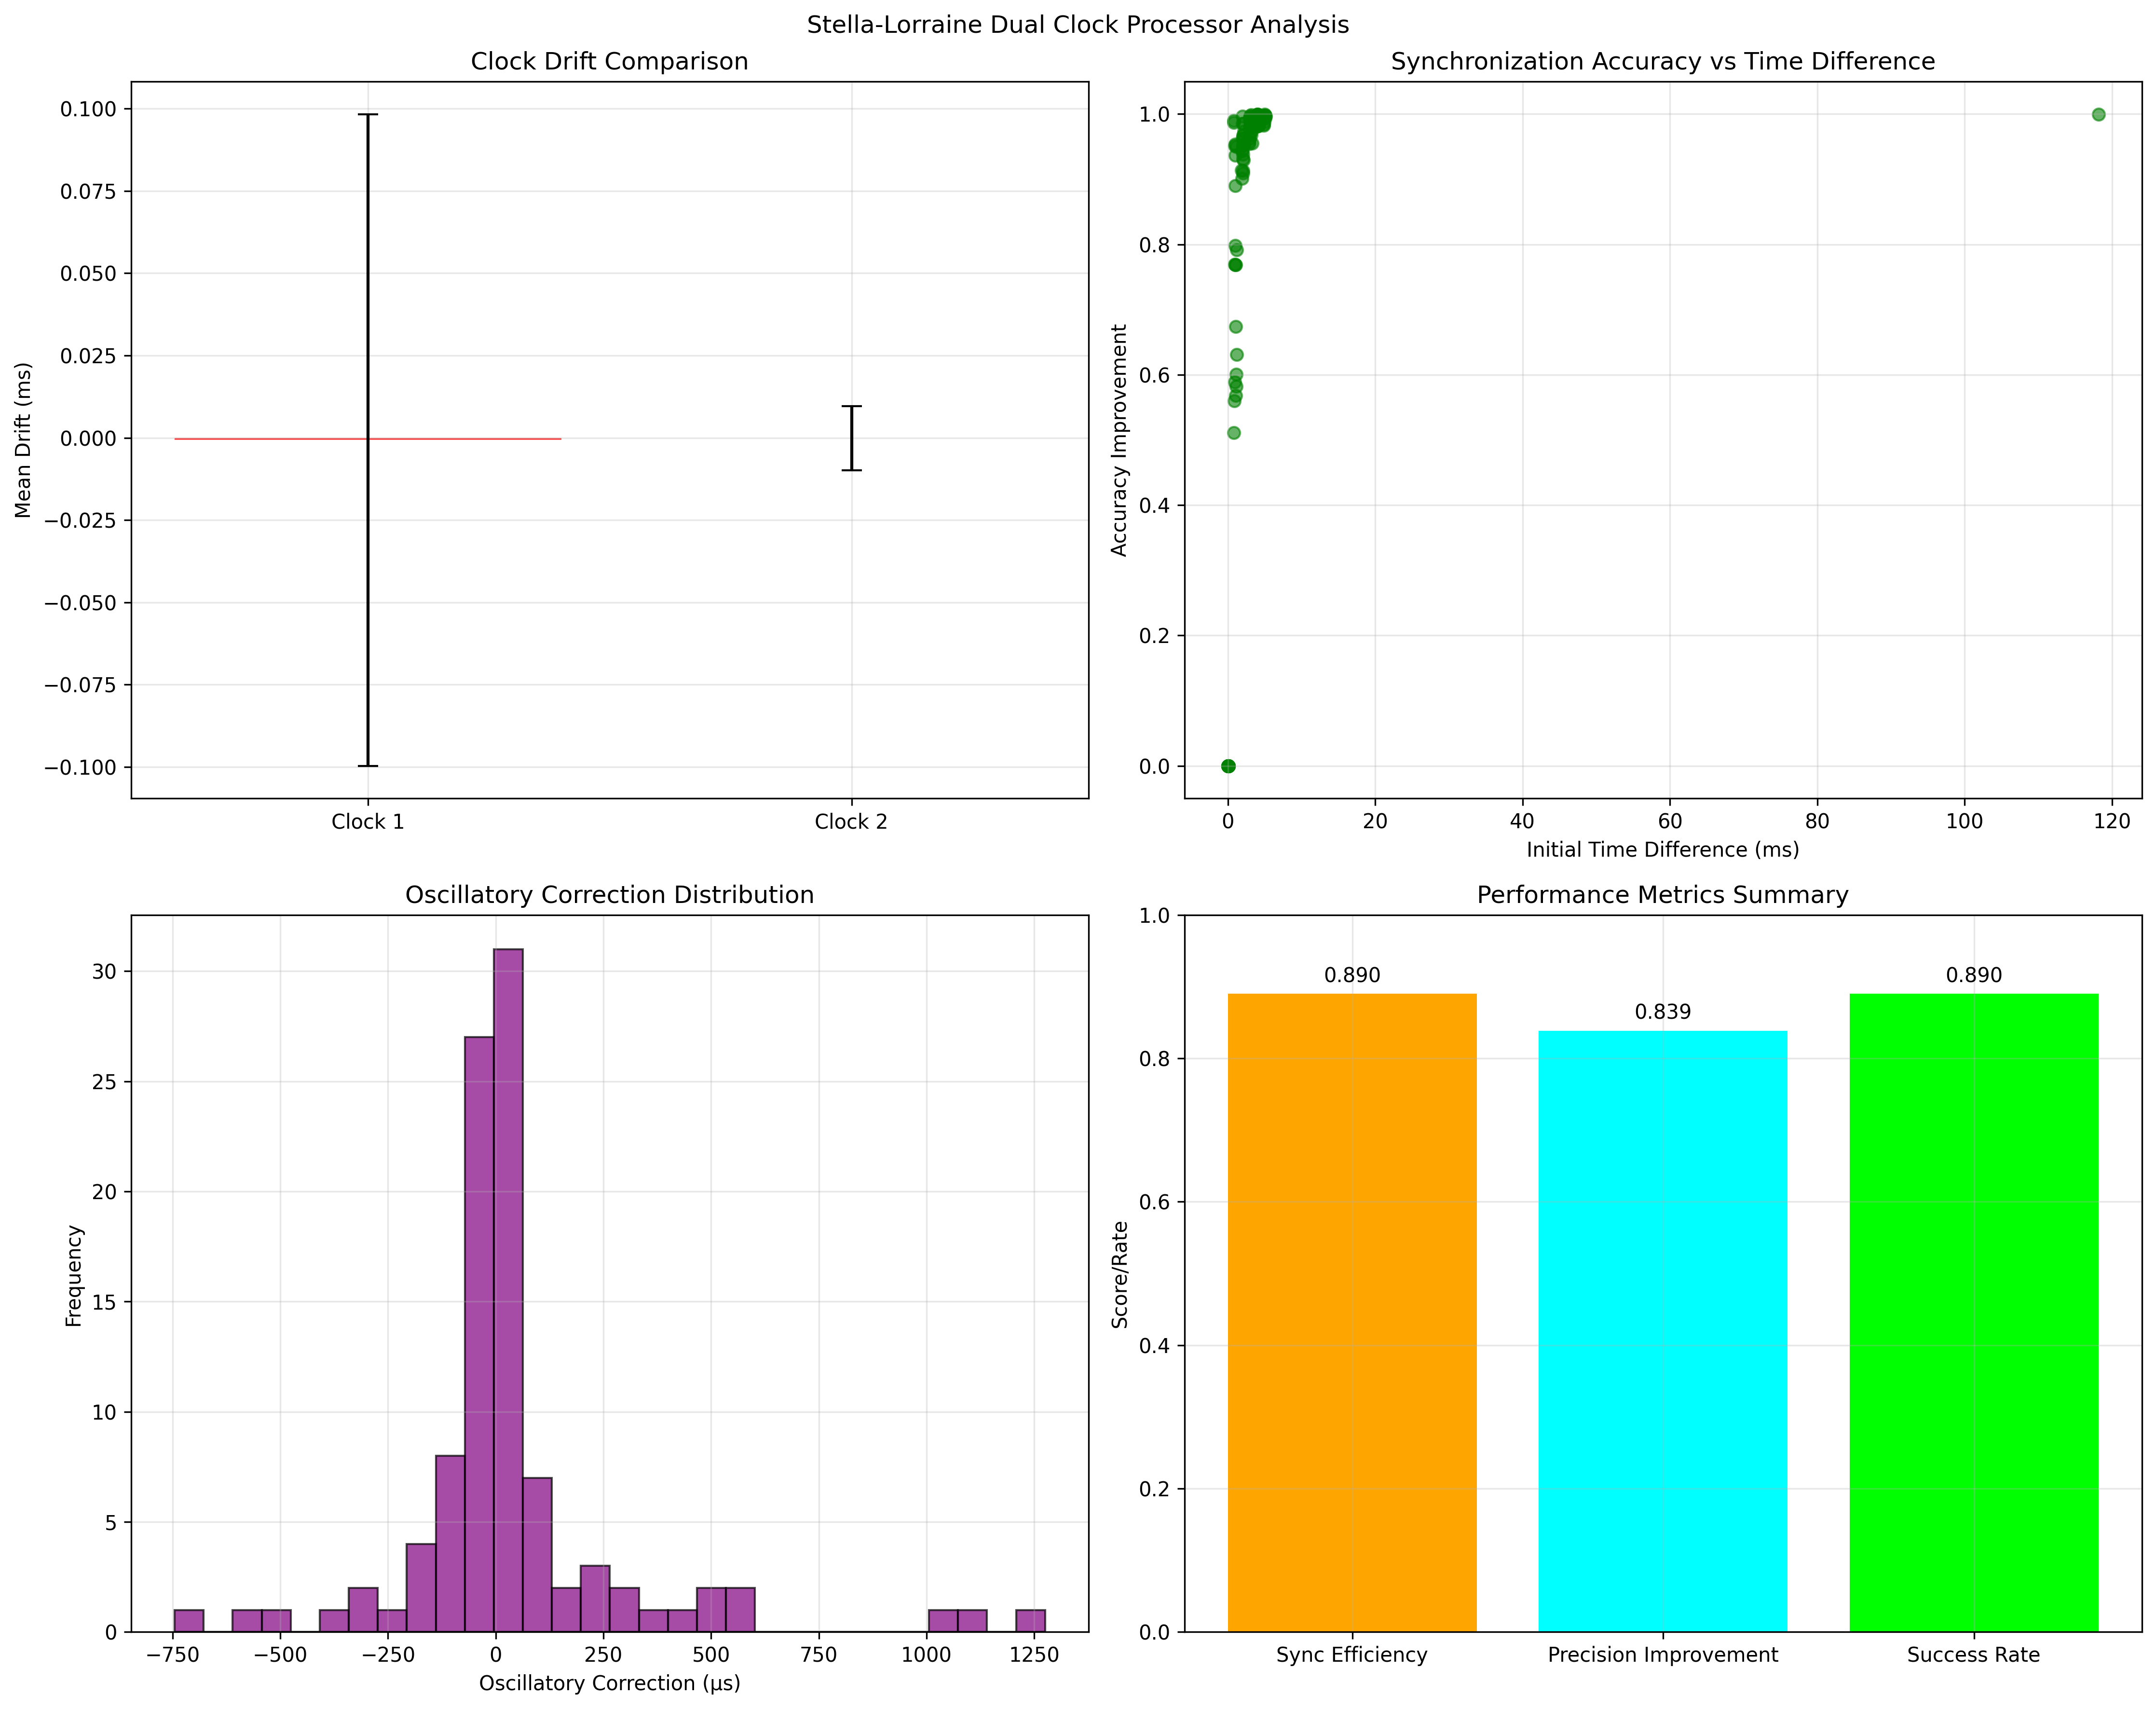 Stella-Lorraine Dual Clock Processor Analysis
Clock Drift Comparison
Mean Drift (ms)
0.100
0.075
0.050
0.025
0.000
−0.025
−0.050
−0.075
−0.100
Clock 1
Clock 2
Synchronization Accuracy vs Time Difference
Accuracy Improvement
1.0
0.8
0.6
0.4
0.2
0.0
0
20
40
60
80
100
120
Initial Time Difference (ms)
Oscillatory Correction Distribution
Frequency
30
25
20
15
10
5
0
−750
−500
−250
0
250
500
750
1000
1250
Oscillatory Correction (μs)
Performance Metrics Summary
Score/Rate
1.0
0.8
0.6
0.4
0.2
0.0
0.890
0.839
0.890
Sync Efficiency
Precision Improvement
Success Rate